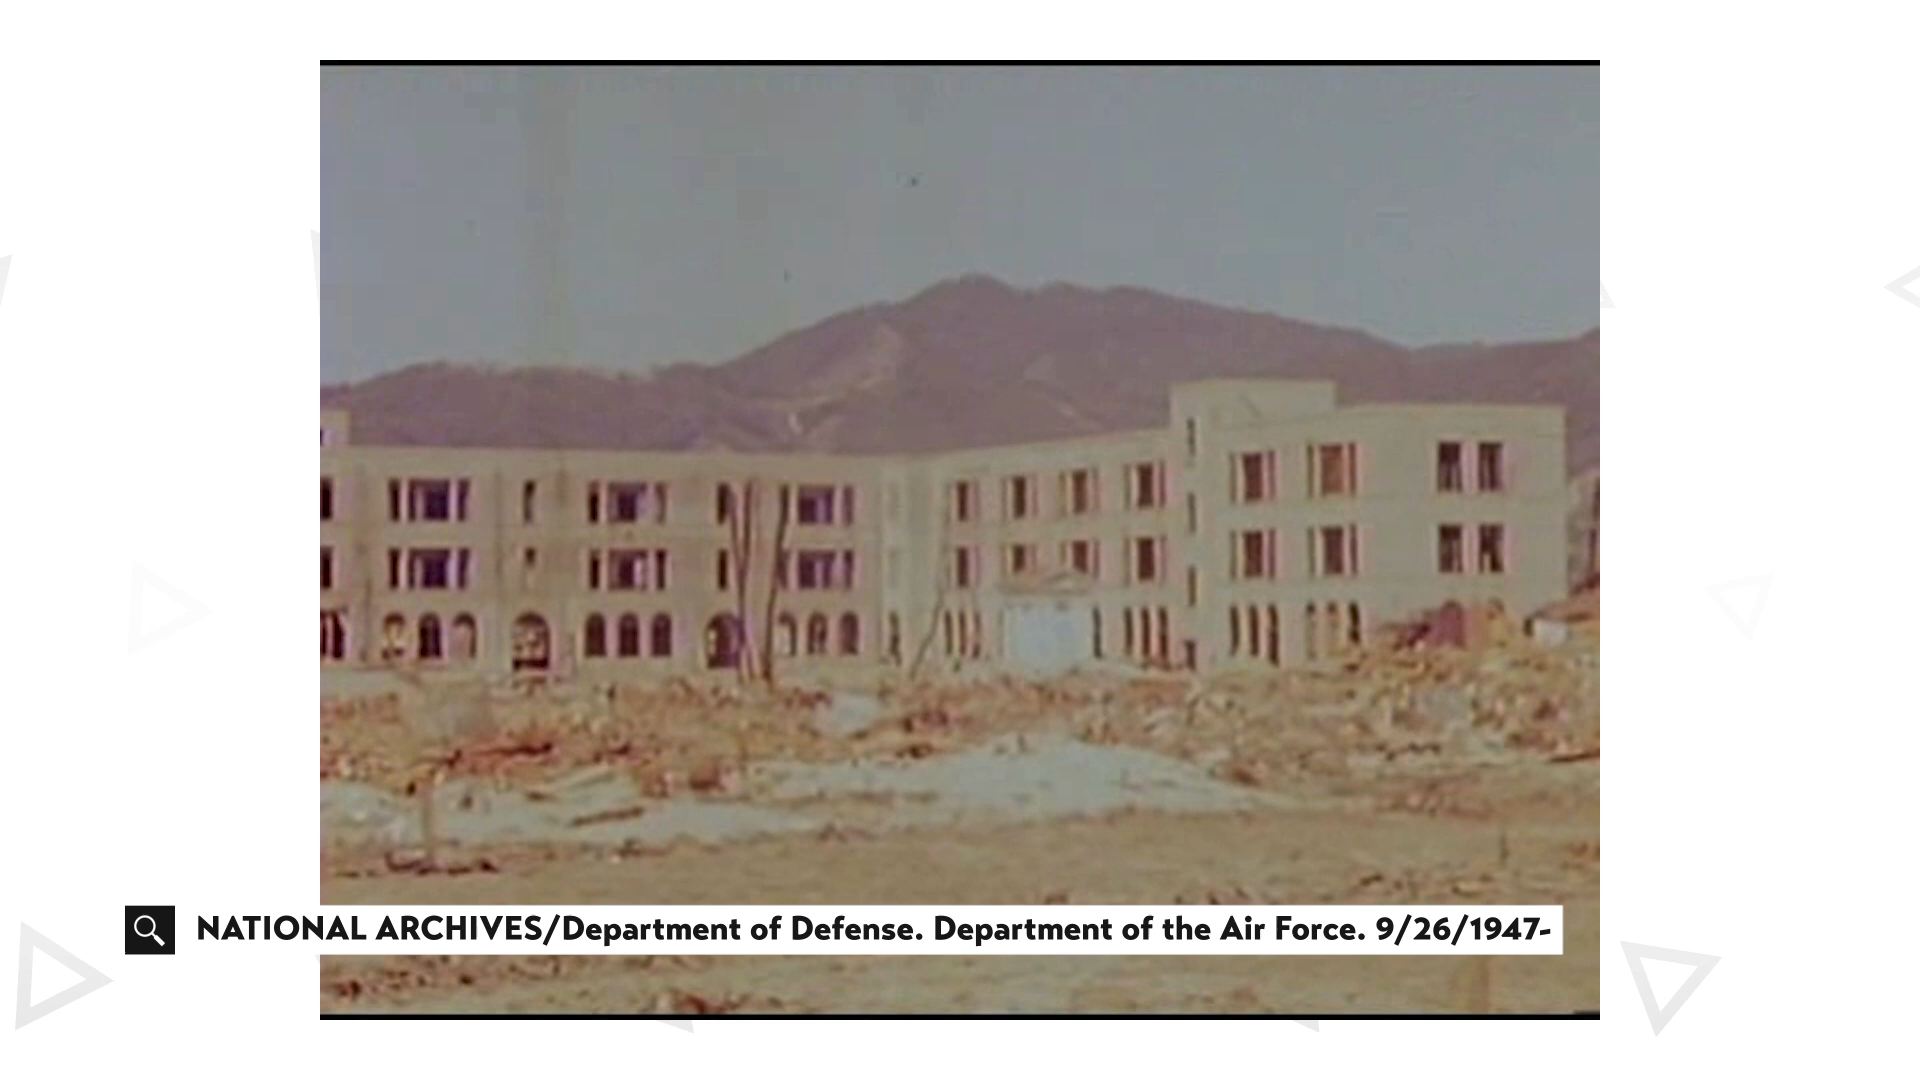 NATIONAL ARCHIVES/Department of Defense. Department of the Air Force. 9/26/1947-